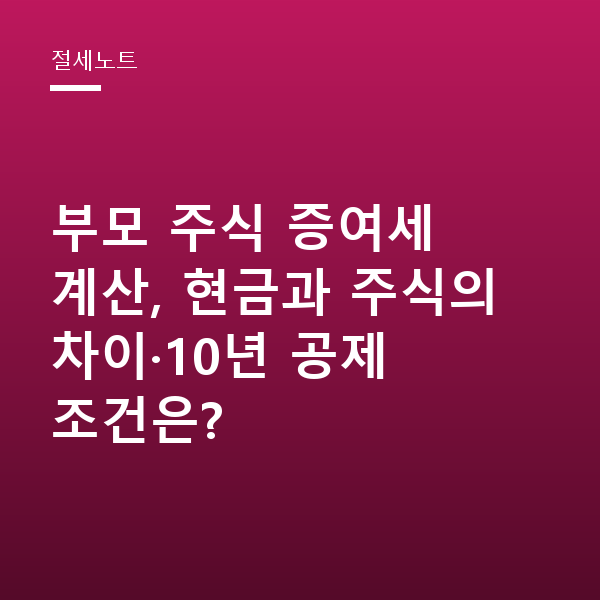 절세노트
부모 주식 증여세
계산, 현금과 주식의
차이·10년 공제
조건은?